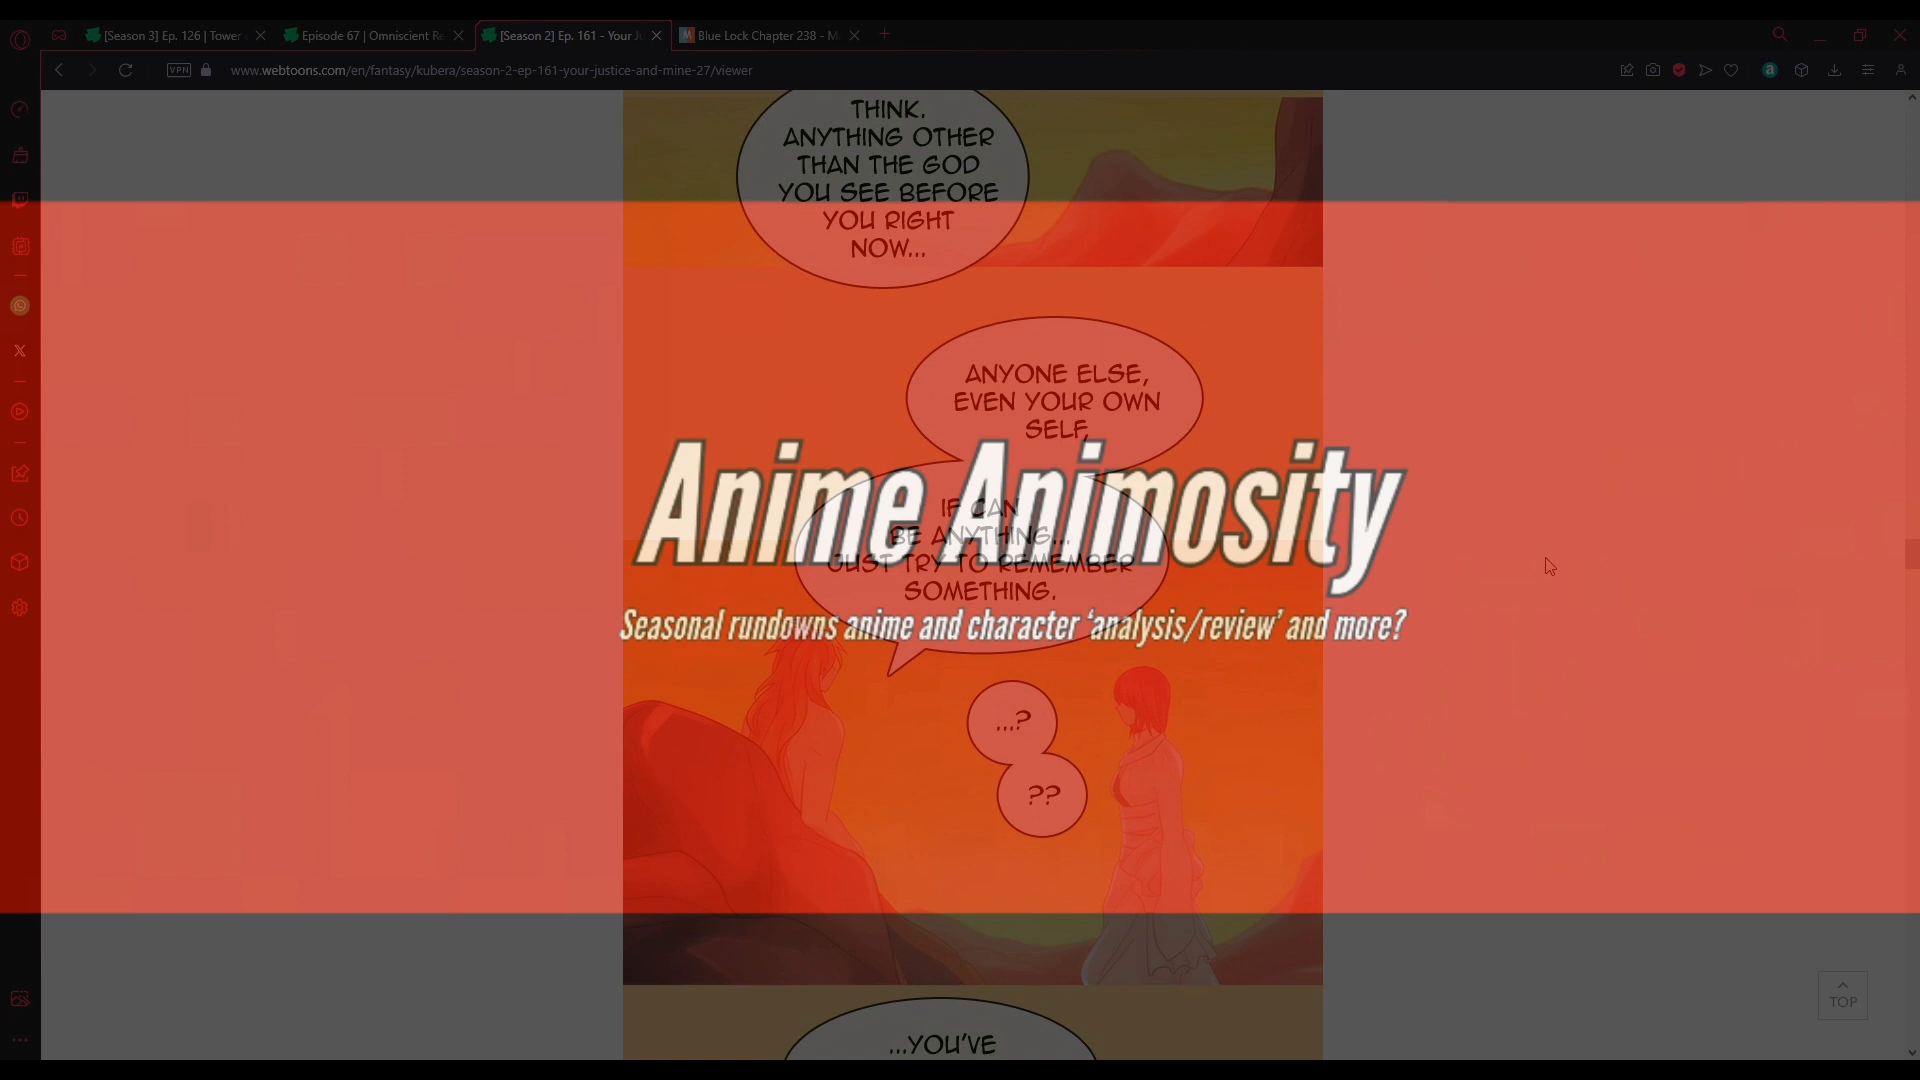 [Season 3] Ep. 126 | Tower
Episode 67 | Omniscient Re
[Season 2] Ep. 161 - Your Ju
Blue Lock Chapter 238 - M
VPN
www.webtoons.com/en/fantasy/kubera/season-2-ep-161-your-justice-and-mine-27/viewer
THINK.
ANYTHING OTHER
THAN THE GOD
YOU SEE BEFORE
YOU RIGHT
NOW...
ANYONE ELSE,
EVEN YOUR OWN
SELF,
IF CAN
BE ANYTHING...
JUST TRY TO REMEMBER
SOMETHING.
Anime Animosity
Seasonal rundowns anime and character 'analysis/review' and more?
...?
??
TOP
...YOU'VE